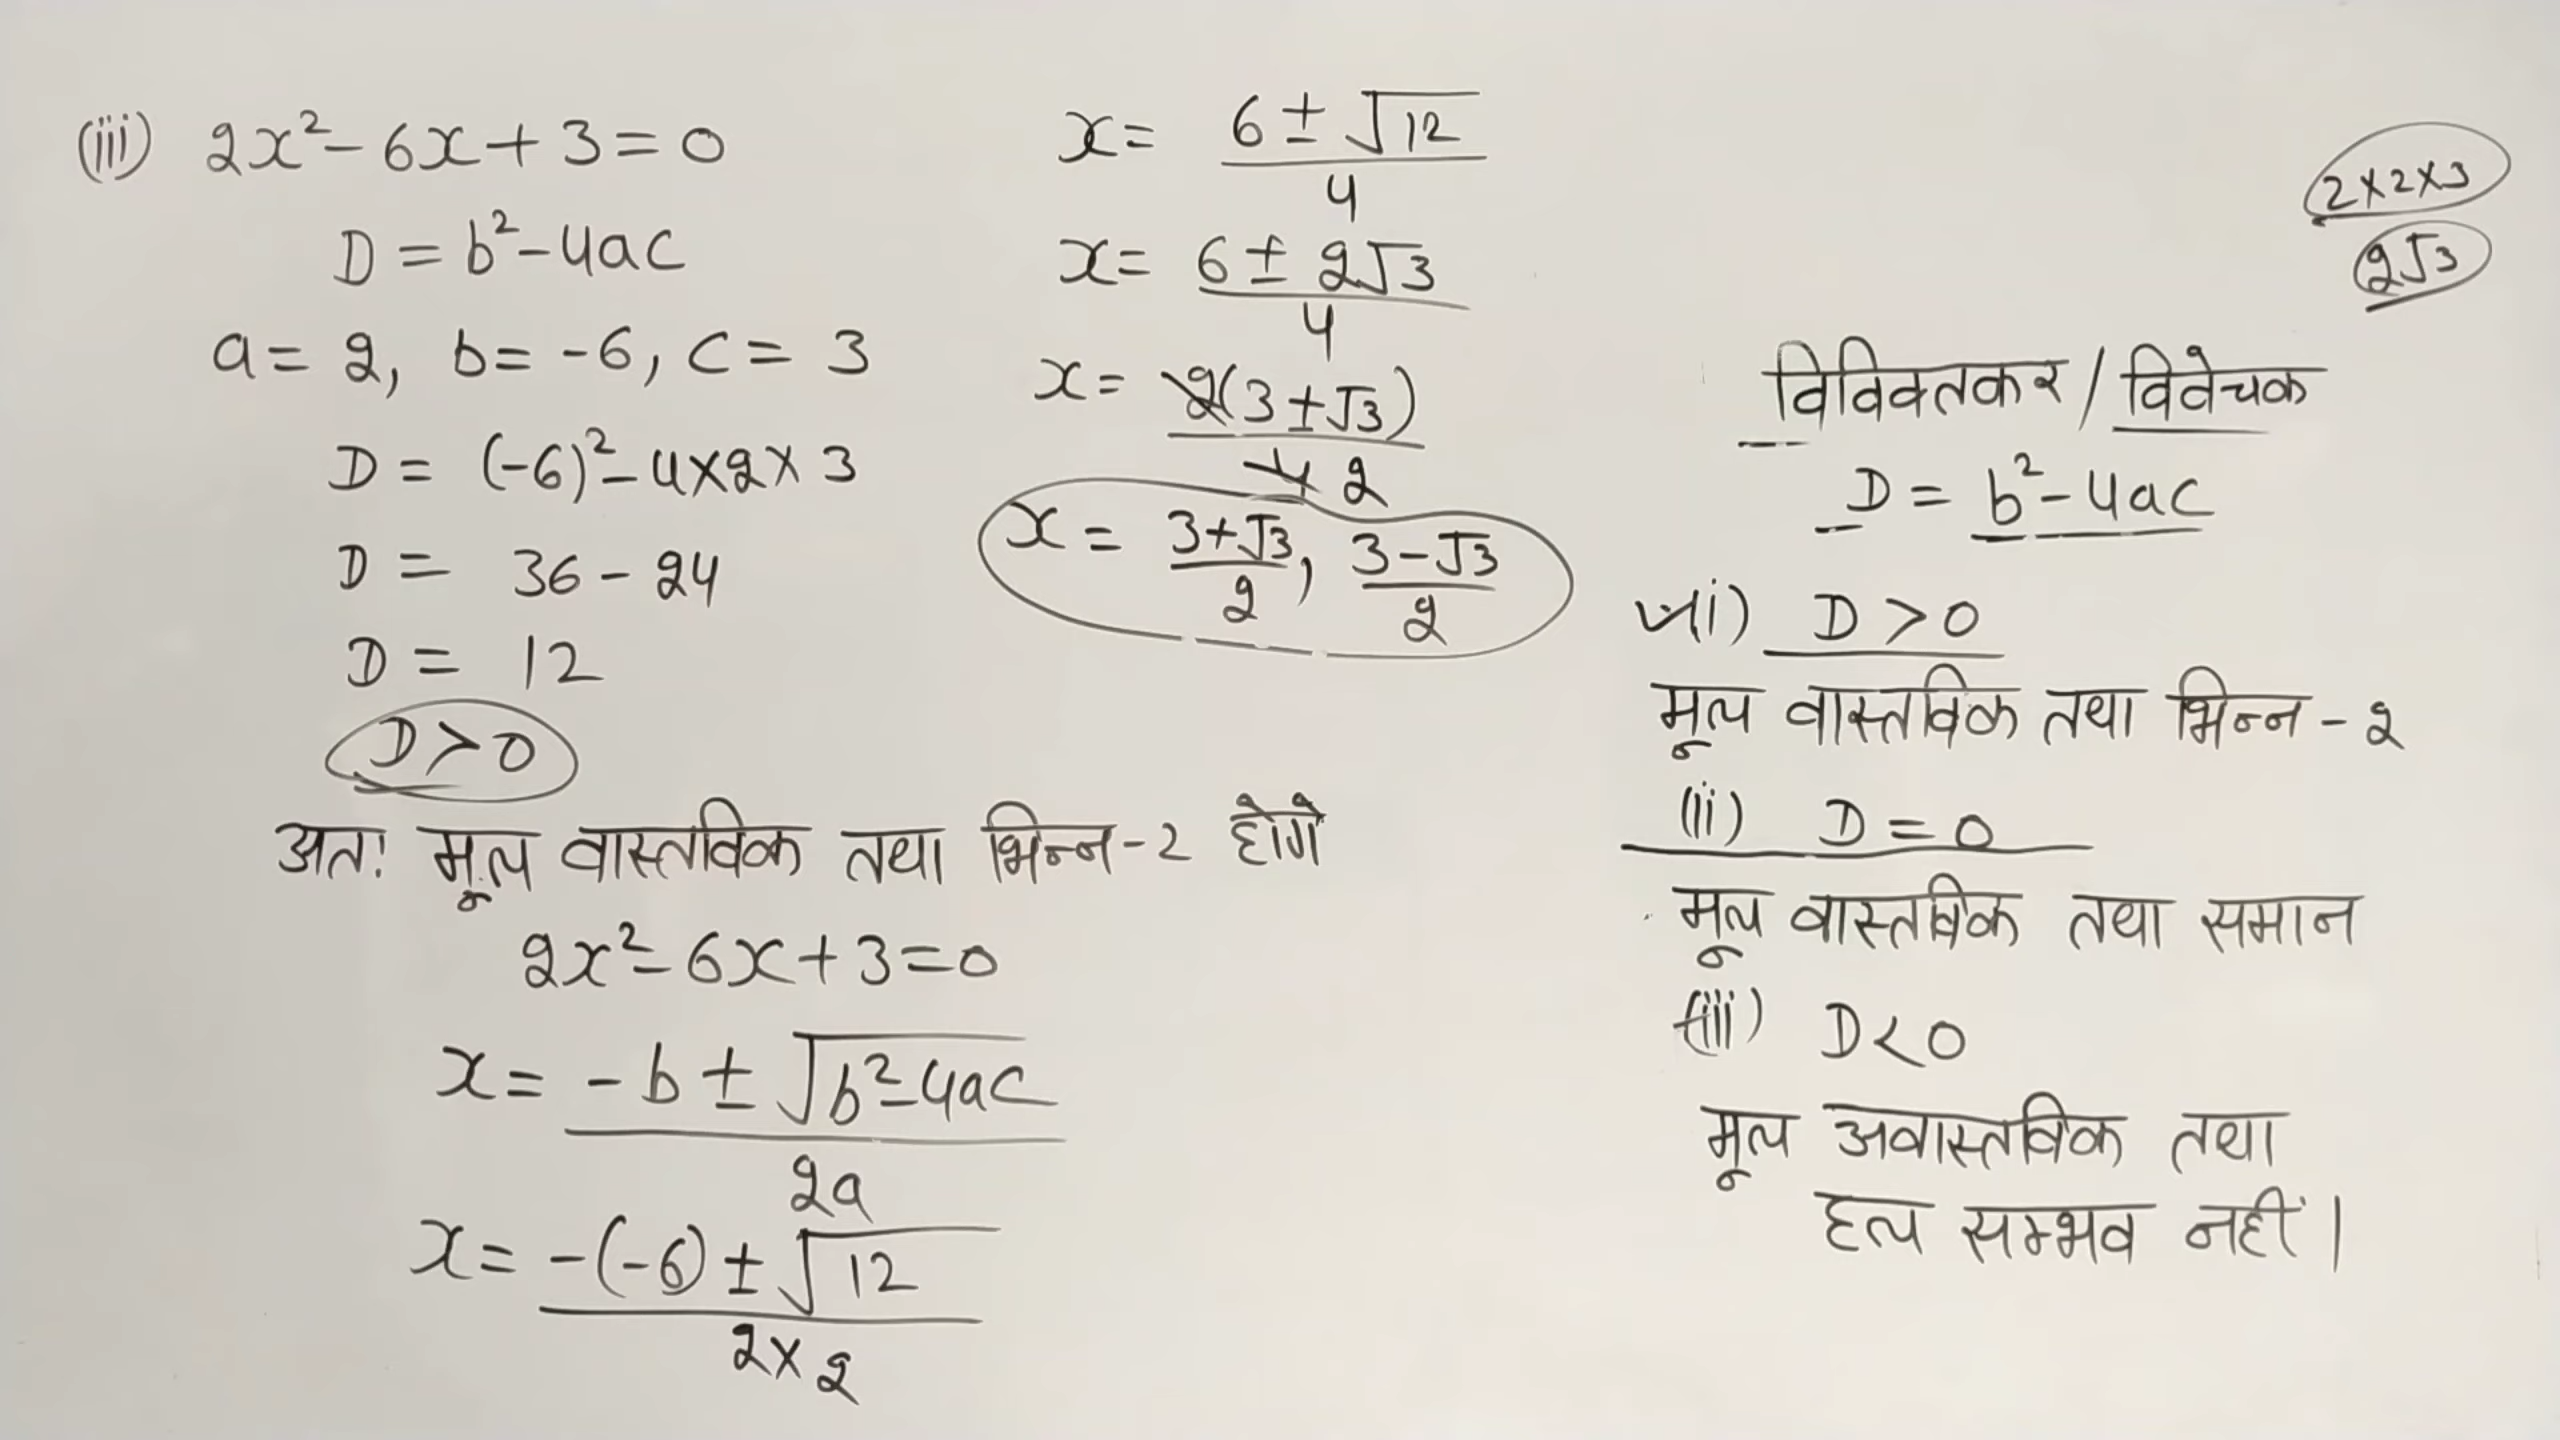 (iii) 2x² - 6x + 3 = 0
D = b² - 4ac
a = 2, b = -6, c = 3
D = (-6)² - 4×2×3
D = 36 - 24
D = 12
D > 0
अतः मूल वास्तविक तथा भिन्न-2 होंगे
2x² - 6x + 3 = 0
x = -b ± √b² - 4ac
2a
x = -(-6) ± √12
2×2
x = 6 ± √12
4
x = 6 ± 2√3
4
x = 2(3 ± √3)
4 2
x = 3+√3, 3-√3
2 2
2×2×3
2√3
विविक्तकर / विवेचक
D = b² - 4ac
(i) D > 0
मूल वास्तविक तथा भिन्न-2
(ii) D = 0
मूल वास्तविक तथा समान
(iii) D < 0
मूल अवास्तविक तथा
हल सम्भव नहीं।